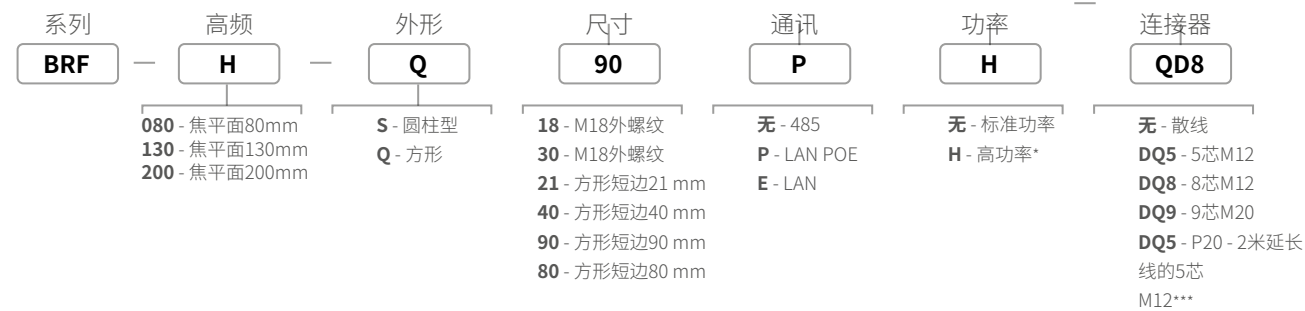 系列 高频 外形 尺寸 通讯 功率 连接器
BRF — H — Q 90 P H — QD8
080 - 焦平面80mm
130 - 焦平面130mm
200 - 焦平面200mm
S - 圆柱型
Q - 方形
18 - M18外螺纹
30 - M18外螺纹
21 - 方形短边21 mm
40 - 方形短边40 mm
90 - 方形短边90 mm
80 - 方形短边80 mm
无 - 485
P - LAN POE
E - LAN
无 - 标准功率
H - 高功率*
无 - 散线
DQ5 - 5芯M12
DQ8 - 8芯M12
DQ9 - 9芯M20
DQ5 - P20 - 2米延长
线的5芯
M12***